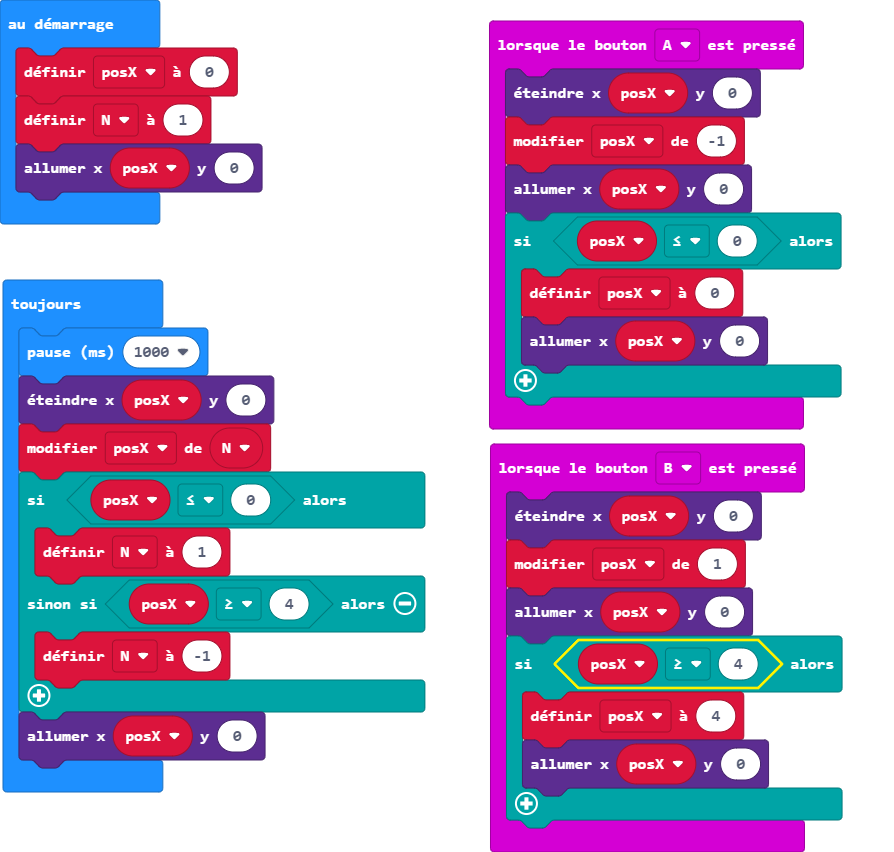 au démarrage
définir posX à 0
définir N à 1
allumer x posX y 0
toujours
pause (ms) 1000
éteindre x posX y 0
modifier posX de N
si posX ≤ 0 alors
définir N à 1
sinon si posX ≥ 4 alors
définir N à -1
allumer x posX y 0
lorsque le bouton A est pressé
éteindre x posX y 0
modifier posX de -1
allumer x posX y 0
si posX ≤ 0 alors
définir posX à 0
allumer x posX y 0
lorsque le bouton B est pressé
éteindre x posX y 0
modifier posX de 1
allumer x posX y 0
si posX ≥ 4 alors
définir posX à 4
allumer x posX y 0